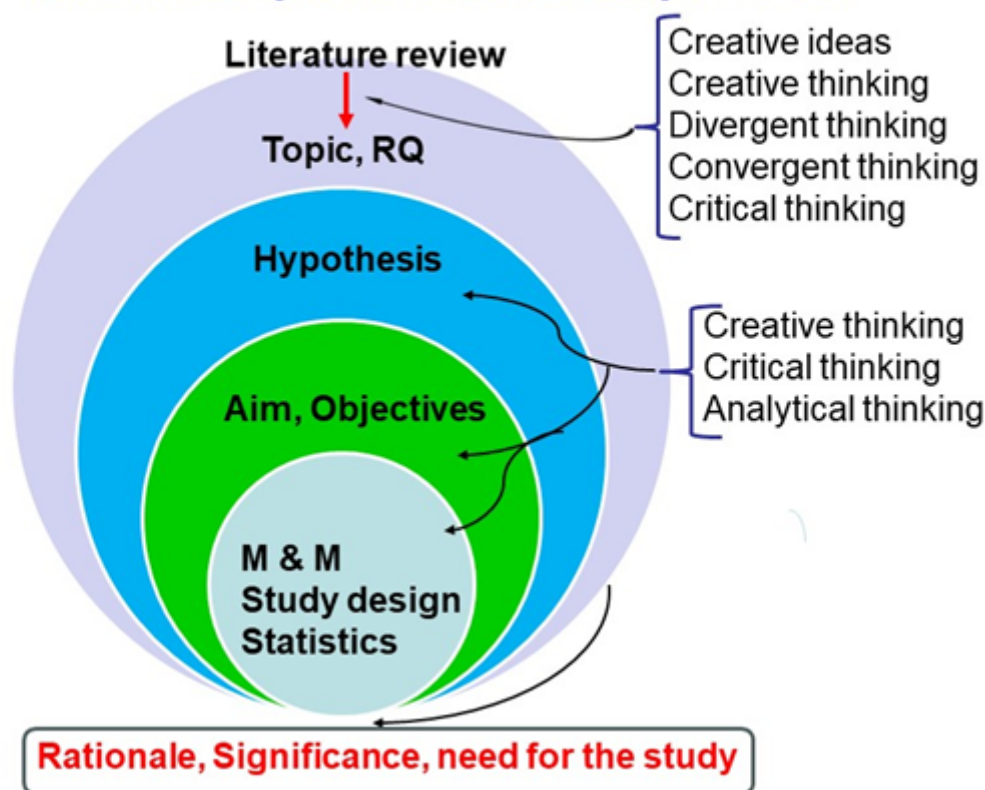 Literature review
Topic, RQ
Hypothesis
Aim, Objectives
M & M
Study design
Statistics
Creative ideas
Creative thinking
Divergent thinking
Convergent thinking
Critical thinking
Creative thinking
Critical thinking
Analytical thinking
Rationale, Significance, need for the study